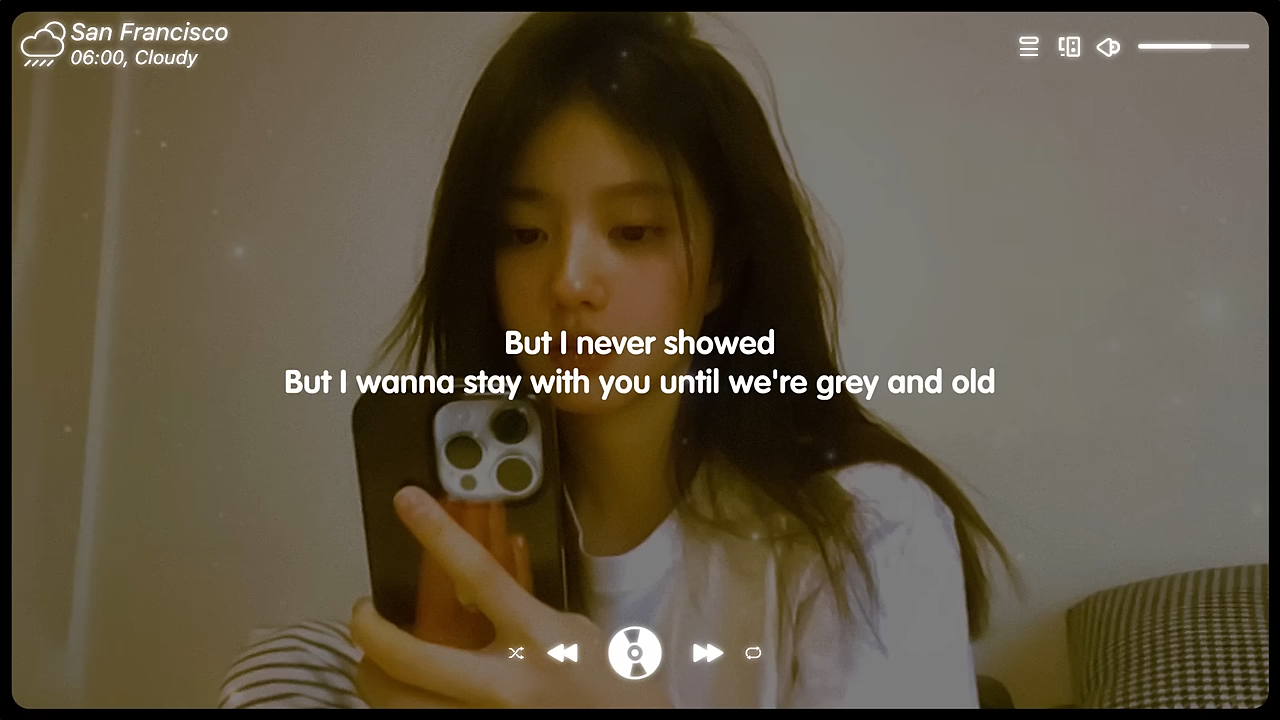 San Francisco
06:00, Cloudy
But I never showed
But I wanna stay with you until we're grey and old